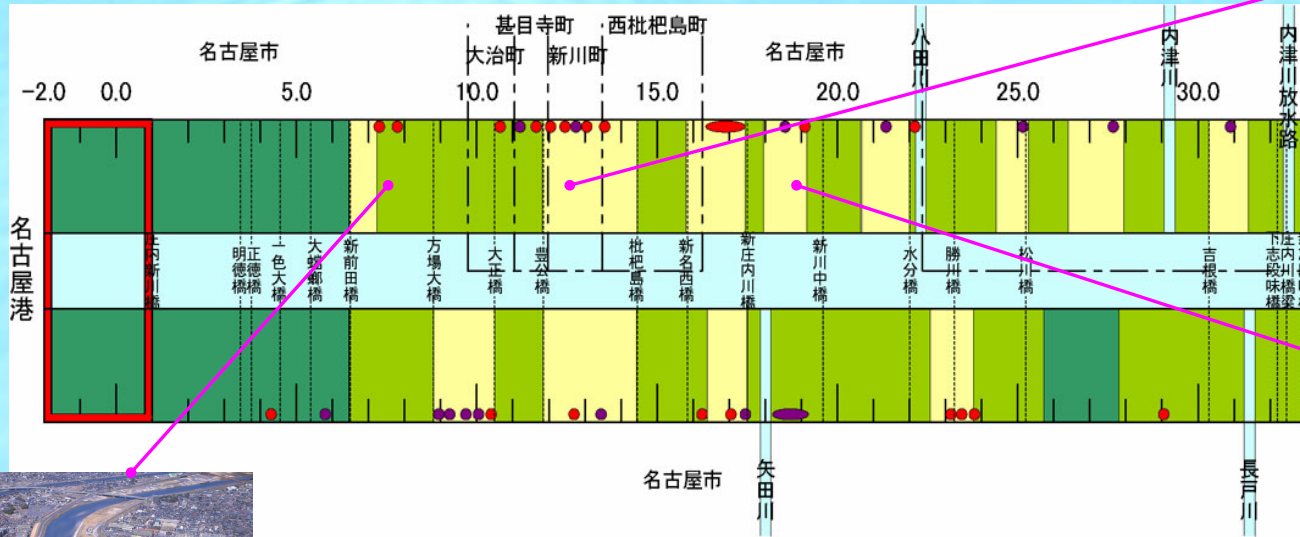 甚目寺町
西枇杷島町
名古屋市
大治町
新川町
名古屋市
八田川
内津川
内津川放水路
-2.0
0.0
5.0
10.0
15.0
20.0
25.0
30.0
名古屋港
庄内新川橋
明徳橋
正徳橋
一色大橋
大蟷螂橋
新前田橋
万場大橋
大正橋
豊公橋
枇杷島橋
新名西橋
新庄内川橋
新川中橋
水分橋
勝川橋
松川橋
吉根橋
下志段味橋
庄内川橋梁
名古屋市
矢田川
長戸川